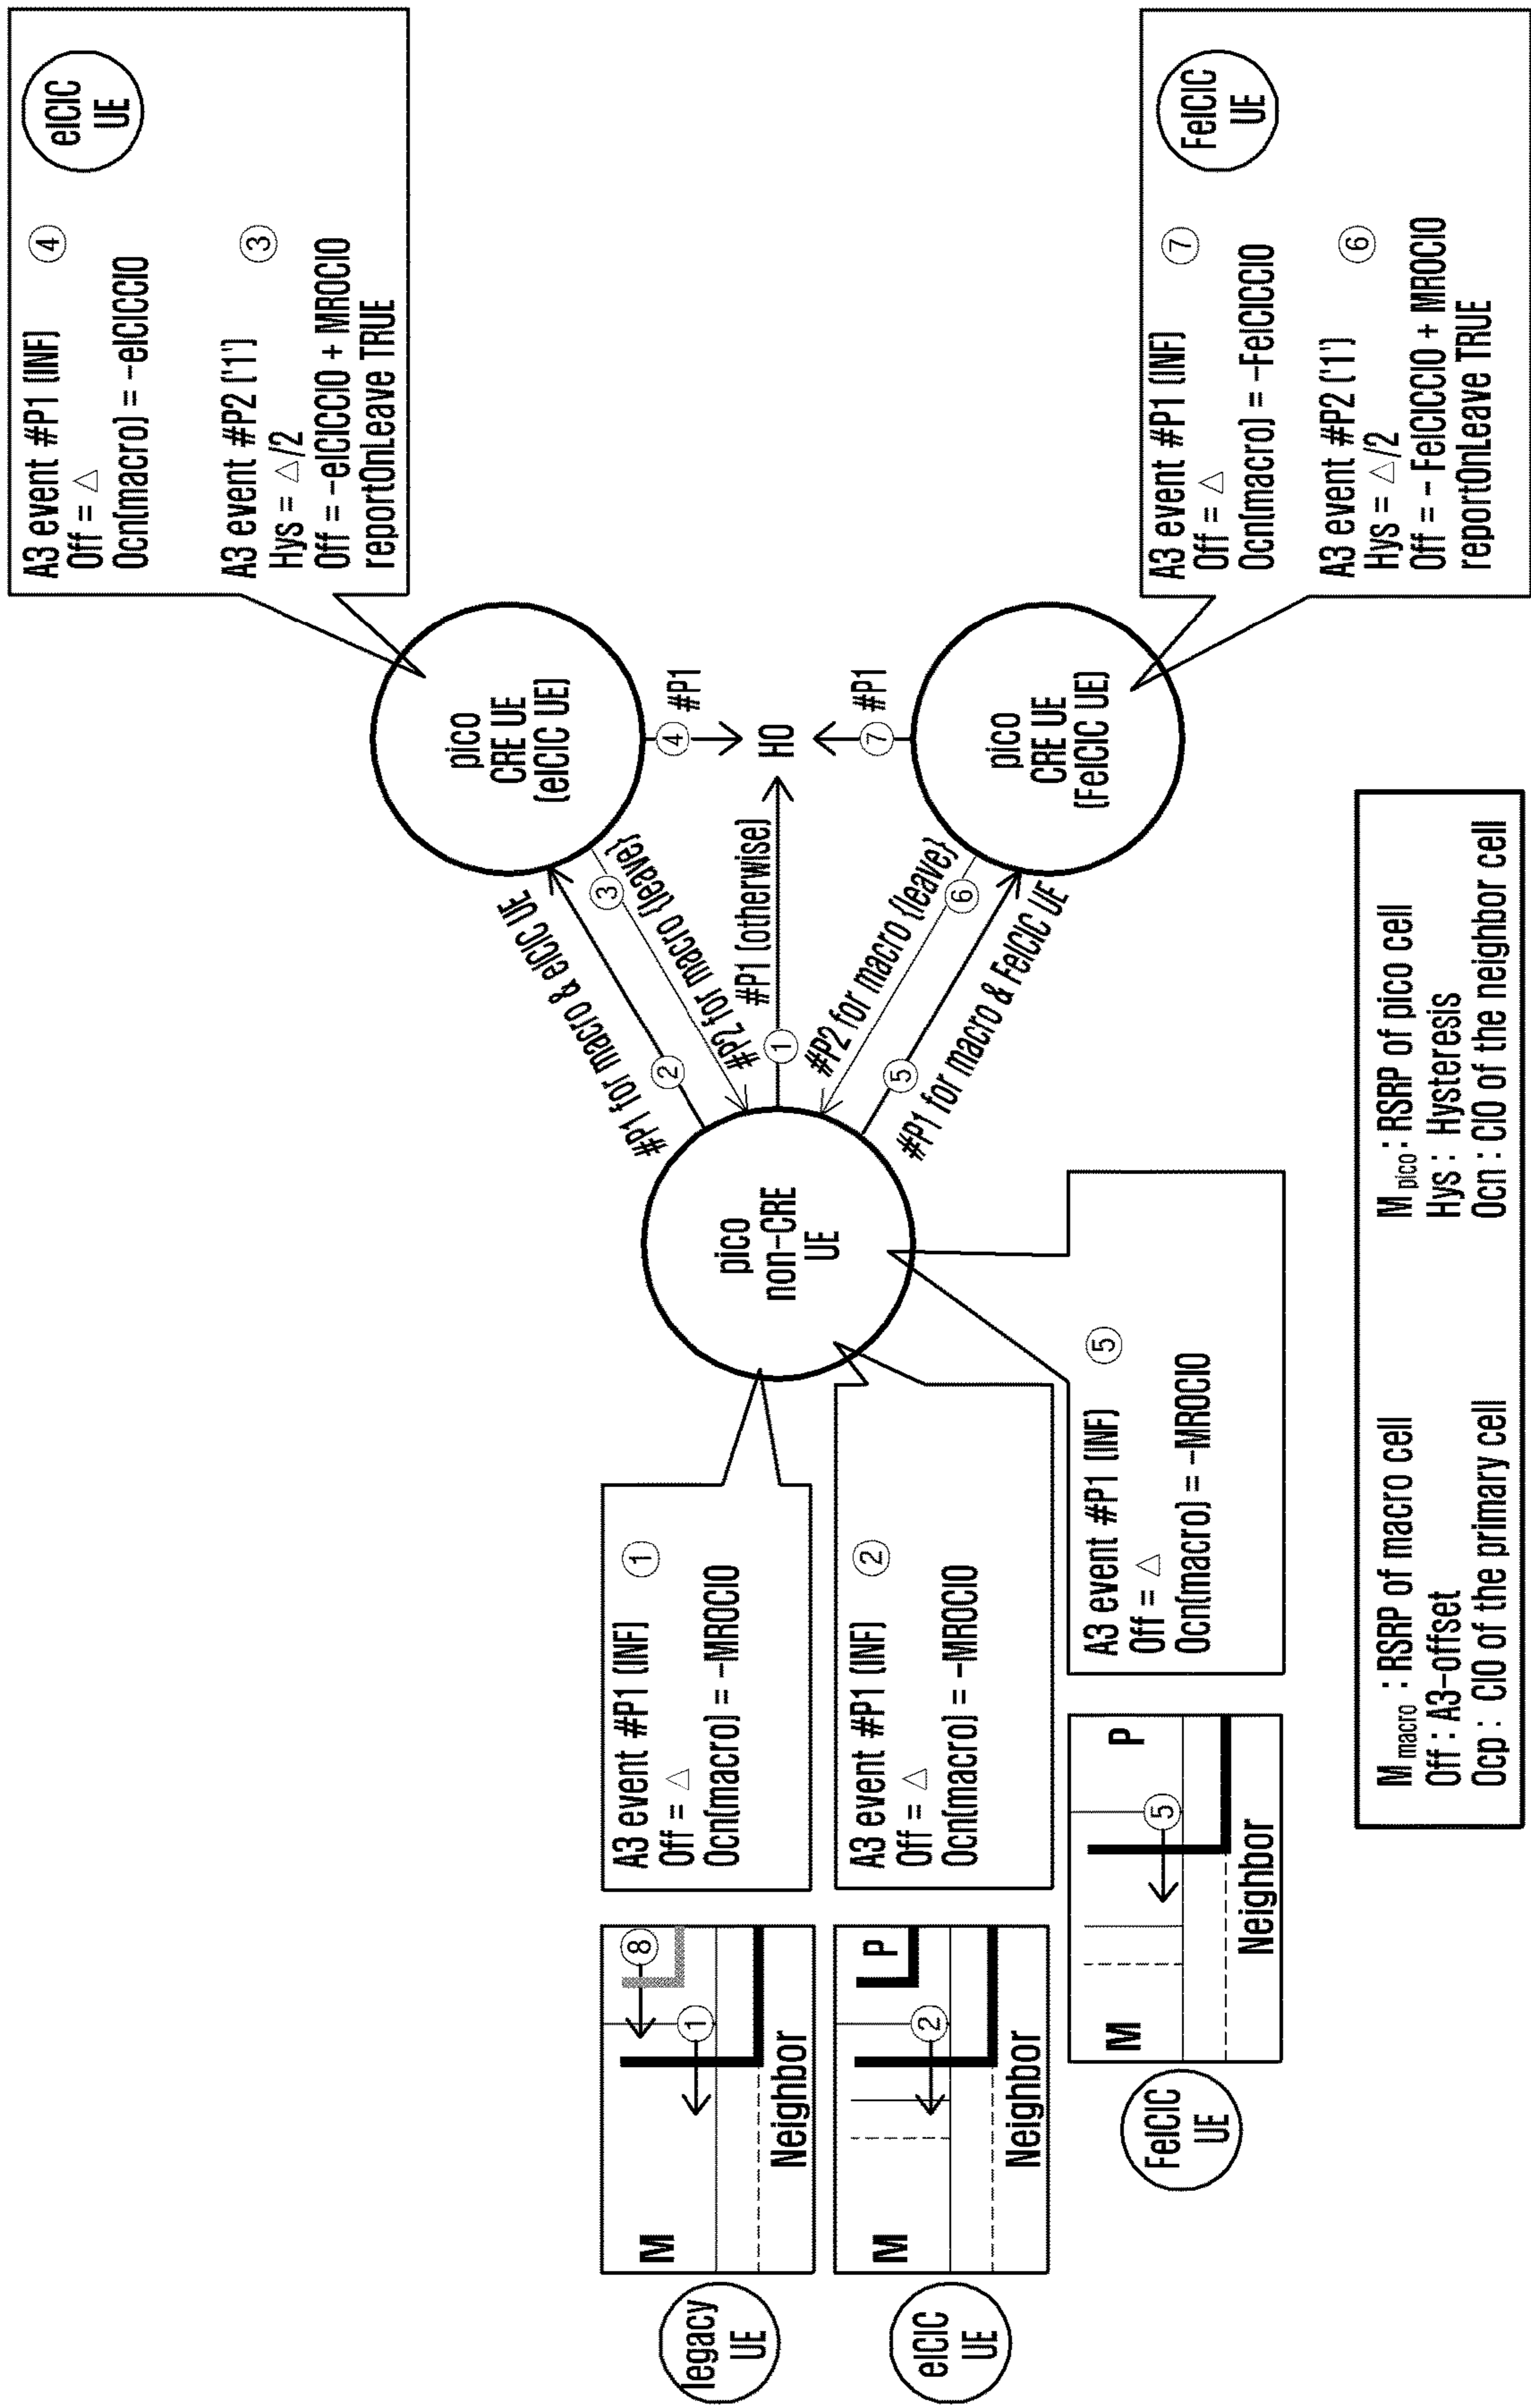 legacy
UE
M
8
1
Neighbor
A3 event #P1 (INF)
1
Off = △
Ocn(macro) = -MROCIO
eICIC
UE
M
P
2
Neighbor
A3 event #P1 (INF)
2
Off = △
Ocn(macro) = -MROCIO
FeICIC
UE
M
P
5
Neighbor
A3 event #P1 (INF)
5
Off = △
Ocn(macro) = -MROCIO
pico
non-CRE
UE
#P1 for macro & eICIC UE
2
3
#P2 for macro {leave}
#P1 (otherwise)
1
#P2 for macro {leave}
6
5
#P1 for macro & FeICIC UE
pico
CRE UE
(eICIC UE)
4
#P1
HO
7
#P1
pico
CRE UE
(FeICIC UE)
A3 event #P1 (INF)
4
Off = △
Ocn(macro) = -eICICCIO
A3 event #P2 ('1')
3
Hys = △/2
Off = -eICICCIO + MROCIO
reportOnLeave TRUE
eICIC
UE
A3 event #P1 (INF)
7
Off = △
Ocn(macro) = -FeICICCIO
A3 event #P2 ('1')
6
Hys = △/2
Off = - FeICICCIO + MROCIO
reportOnLeave TRUE
FeICIC
UE
M macro : RSRP of macro cell
M pico : RSRP of pico cell
Off : A3-offset
Hys : Hysteresis
Ocp : CIO of the primary cell
Ocn : CIO of the neighbor cell